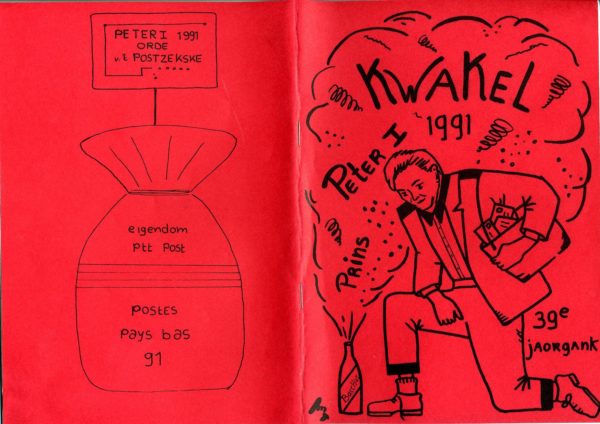 PETER I 1991
ORDE
v. t POSTZEKSKE
eigendom
Ptt Post
POSTES
Pays bas
91
KWAKEL
1991
Prins Peter I
39e
jaorgank